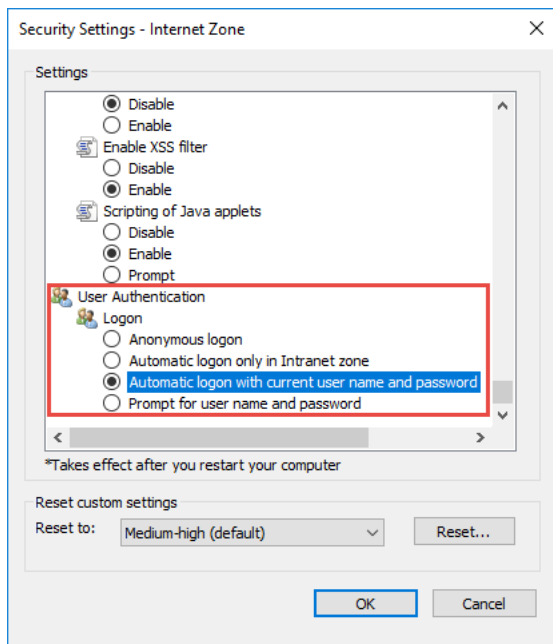 Security Settings - Internet Zone
Settings
Disable
Enable
Enable XSS filter
Disable
Enable
Scripting of Java applets
Disable
Enable
Prompt
User Authentication
Logon
Anonymous logon
Automatic logon only in Intranet zone
Automatic logon with current user name and password
Prompt for user name and password
*Takes effect after you restart your computer
Reset custom settings
Reset to: Medium-high (default) Reset...
OK Cancel